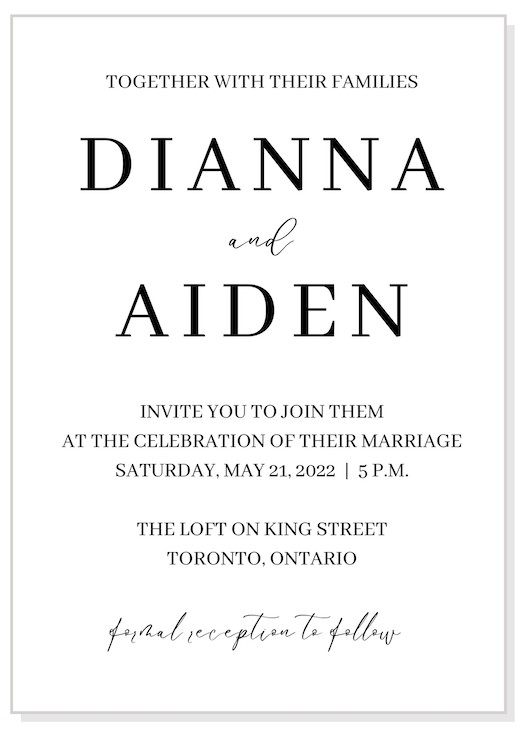 TOGETHER WITH THEIR FAMILIES
DIANNA
and
AIDEN
INVITE YOU TO JOIN THEM
AT THE CELEBRATION OF THEIR MARRIAGE
SATURDAY, MAY 21, 2022 | 5 P.M.
THE LOFT ON KING STREET
TORONTO, ONTARIO
formal reception to follow